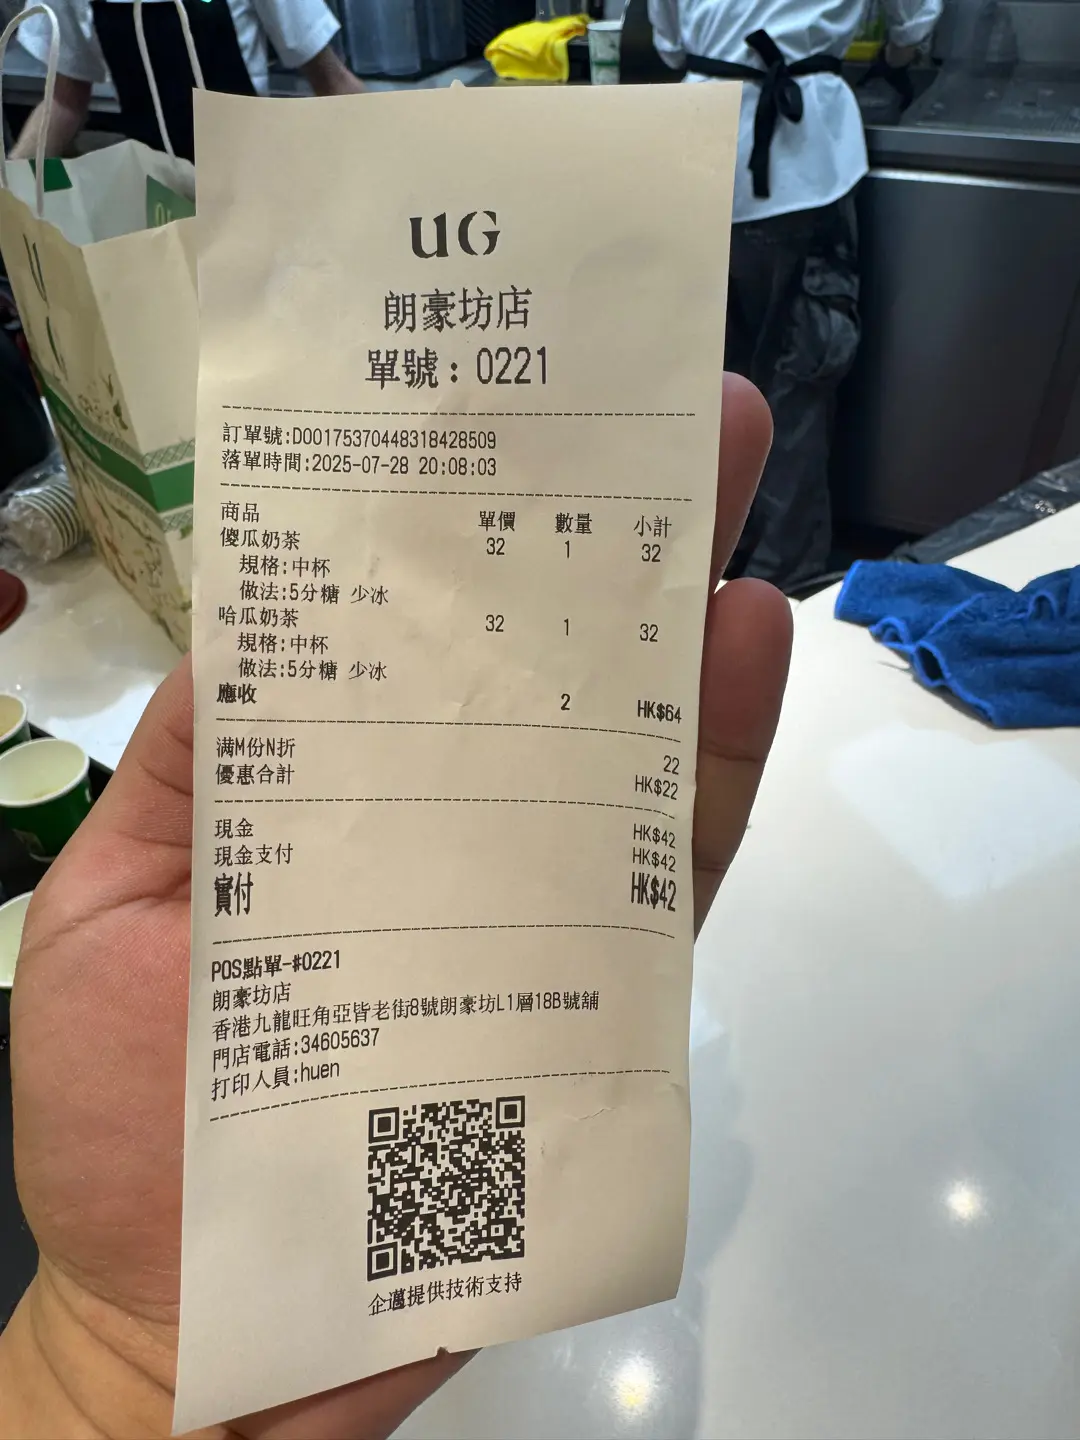 UG
朗豪坊店
單號：0221
訂單號:D00175370448318428509
落單時間:2025-07-28 20:08:03
商品 單價 數量 小計
傻瓜奶茶 32 1 32
規格:中杯
做法:5分糖 少冰
哈瓜奶茶 32 1 32
規格:中杯
做法:5分糖 少冰
應收 2 HK$64
满M份N折 22
優惠合計 HK$22
現金 HK$42
現金支付 HK$42
實付 HK$42
POS點單-#0221
朗豪坊店
香港九龍旺角亞皆老街8號朗豪坊L1層18B號舖
門店電話:34605637
打印人員:huen
企邁提供技術支持